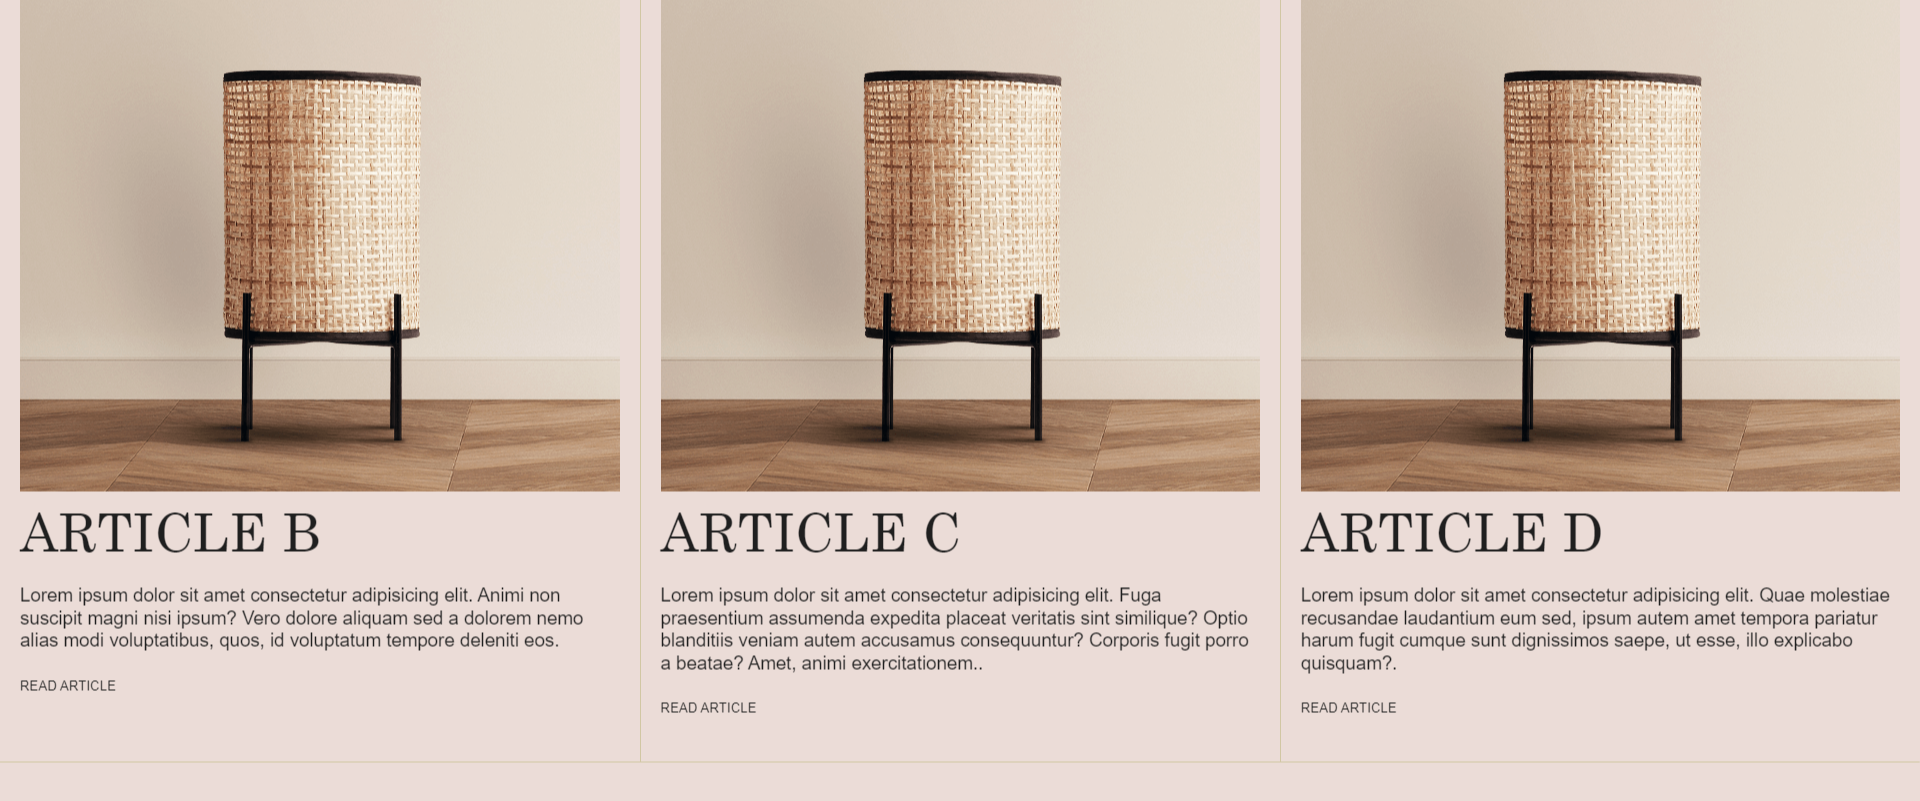 ARTICLE B
Lorem ipsum dolor sit amet consectetur adipisicing elit. Animi non
suscipit magni nisi ipsum? Vero dolore aliquam sed a dolorem nemo
alias modi voluptatibus, quos, id voluptatum tempore deleniti eos.
READ ARTICLE
ARTICLE C
Lorem ipsum dolor sit amet consectetur adipisicing elit. Fuga
praesentium assumenda expedita placeat veritatis sint similique? Optio
blanditiis veniam autem accusamus consequuntur? Corporis fugit porro
a beatae? Amet, animi exercitationem..
READ ARTICLE
ARTICLE D
Lorem ipsum dolor sit amet consectetur adipisicing elit. Quae molestiae
recusandae laudantium eum sed, ipsum autem amet tempora pariatur
harum fugit cumque sunt dignissimos saepe, ut esse, illo explicabo
quisquam?.
READ ARTICLE